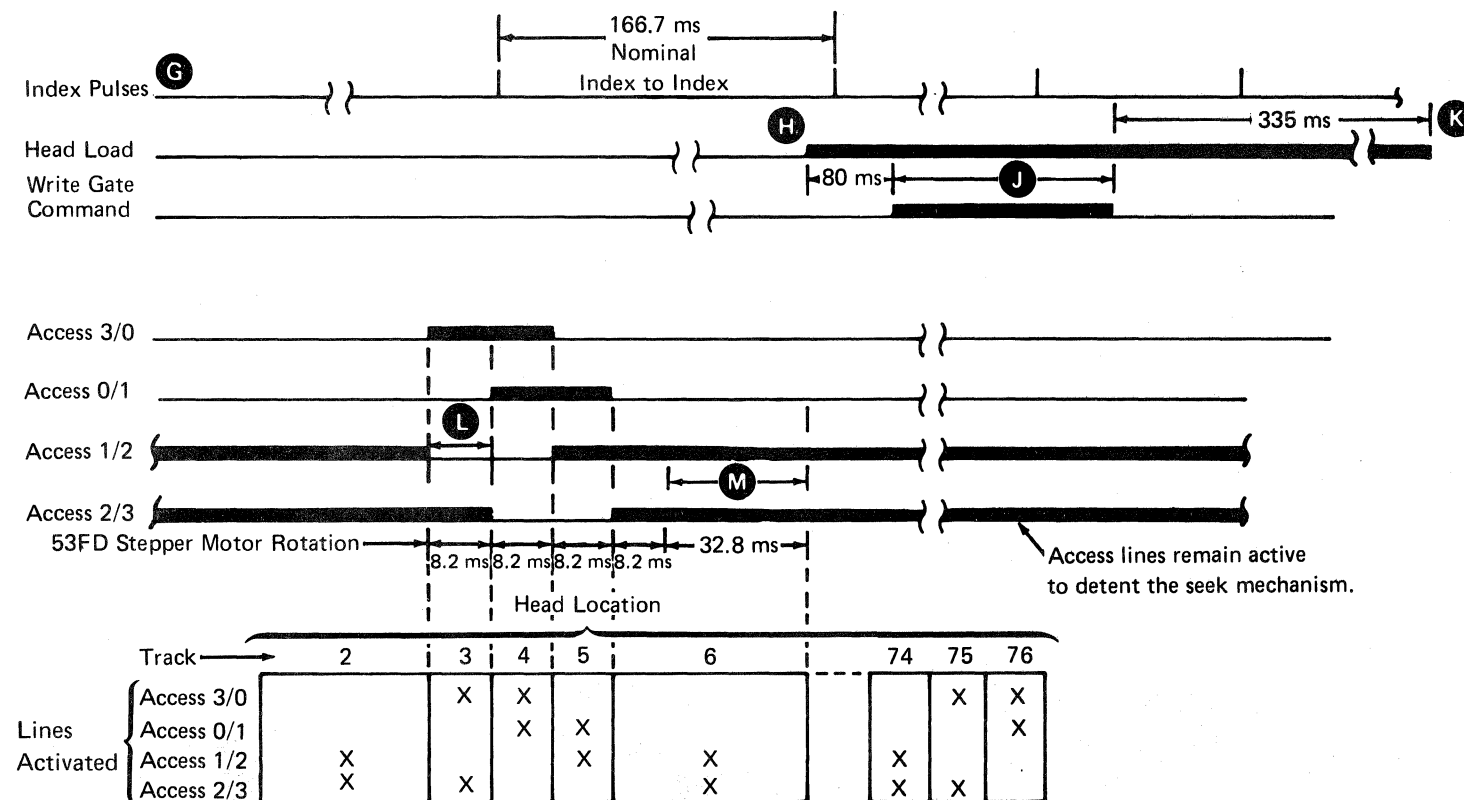 166.7 ms
Nominal
Index to Index
G
Index Pulses
H
335 ms
K
Head Load
80 ms
J
Write Gate
Command
Access 3/0
Access 0/1
L
Access 1/2
M
Access 2/3
53FD Stepper Motor Rotation
8.2 ms 8.2 ms 8.2 ms 8.2 ms
32.8 ms
Access lines remain active
to detent the seek mechanism.
Head Location
Track 2 3 4 5 6 74 75 76
Lines
Activated
Access 3/0 X X X X
Access 0/1 X X X
Access 1/2 X X X X
Access 2/3 X X X X X